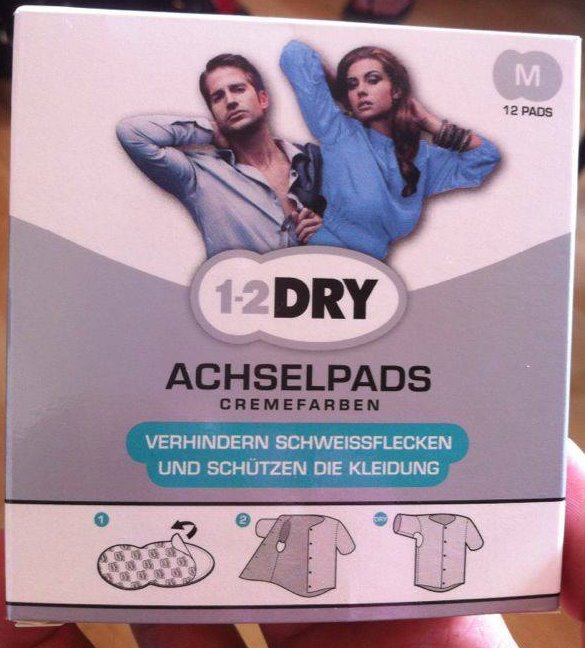 M
12 PADS
1-2DRY
ACHSELPADS
CREMEFARBEN
VERHINDERN SCHWEISSFLECKEN
UND SCHÜTZEN DIE KLEIDUNG
1
2
DRY